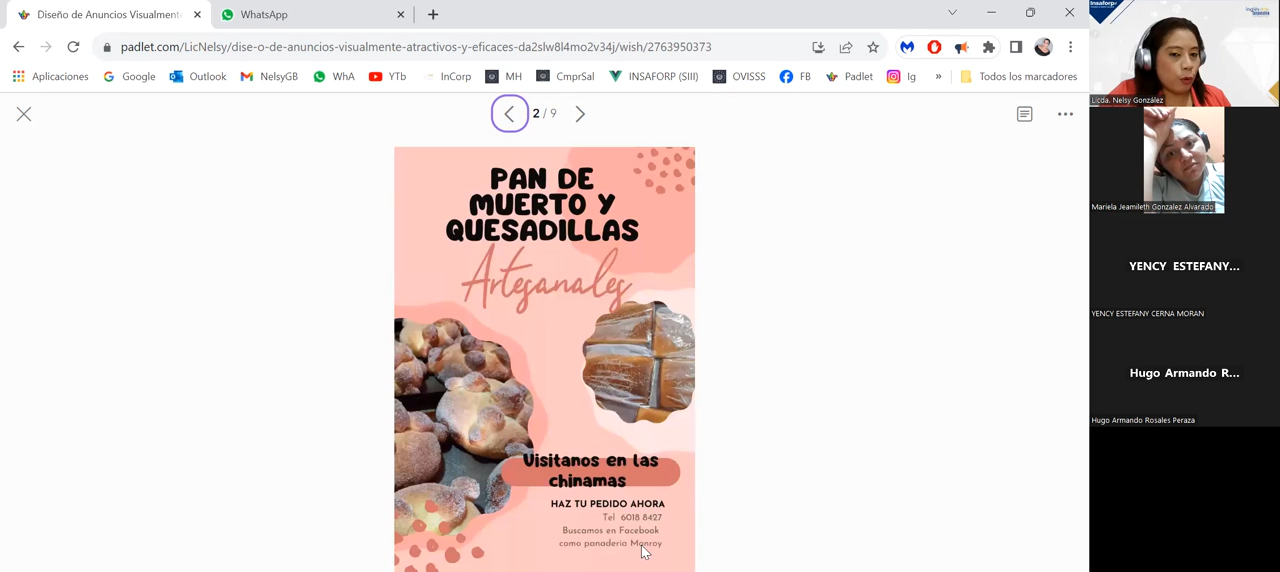 Diseño de Anuncios Visualment
WhatsApp
padlet.com/LicNelsy/dise-o-de-anuncios-visualmente-atractivos-y-eficaces-da2slw8l4mo2v34j/wish/2763950373
Aplicaciones
Google
Outlook
NelsyGB
WhA
YTb
InCorp
MH
CmprSal
INSAFORP (SIII)
OVISSS
FB
Padlet
Ig
»
Todos los marcadores
2 / 9
PAN DE
MUERTO Y
QUESADILLAS
Artesanales
Visitanos en las
chinamas
HAZ TU PEDIDO AHORA
Tel 6018 8427
Buscamos en Facebook
como panaderia Monroy
Insaforp
Licda. Nelsy González
Mariela Jeamileth Gonzalez Alvarado
YENCY ESTEFANY...
YENCY ESTEFANY CERNA MORAN
Hugo Armando R...
Hugo Armando Rosales Peraza